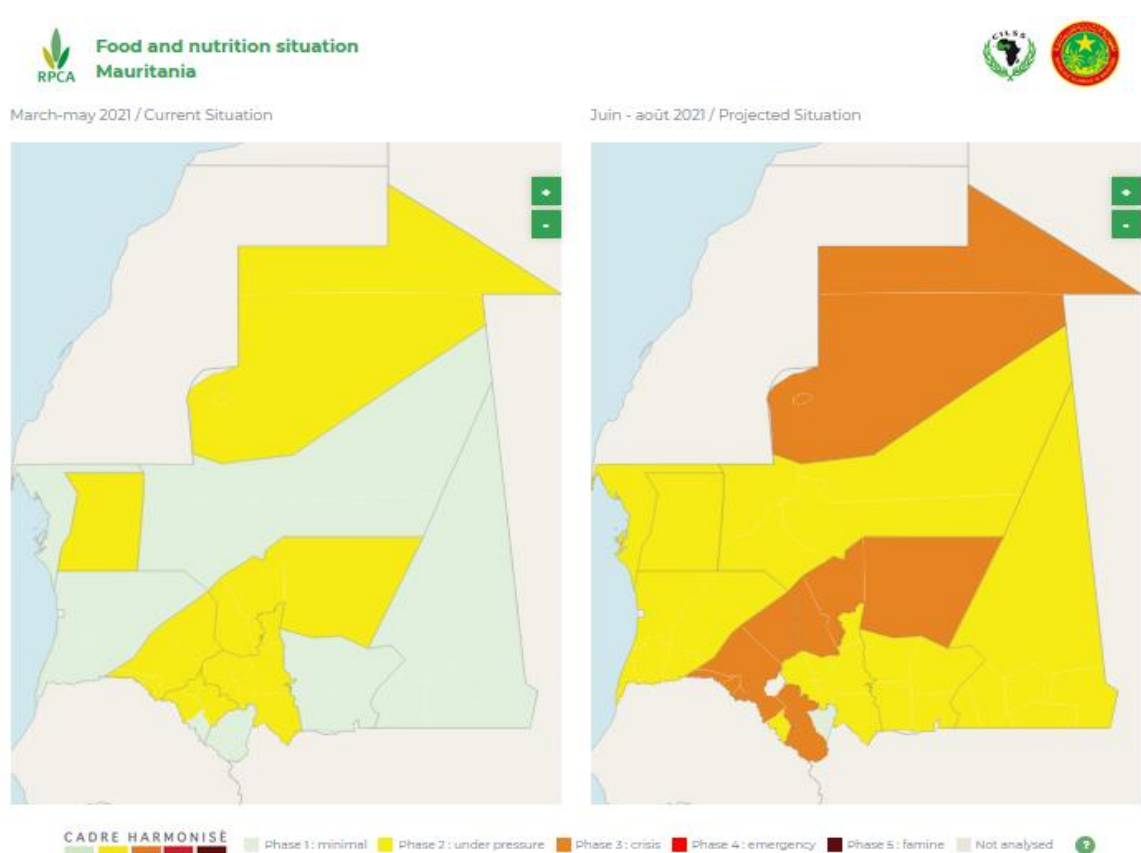 RPCA
Food and nutrition situation
Mauritania
CILSS
March-may 2021 / Current Situation
Juin - août 2021 / Projected Situation
+
-
+
-
CADRE HARMONISÉ
Phase 1 : minimal
Phase 2 : under pressure
Phase 3 : crisis
Phase 4 : emergency
Phase 5 : famine
Not analysed
?